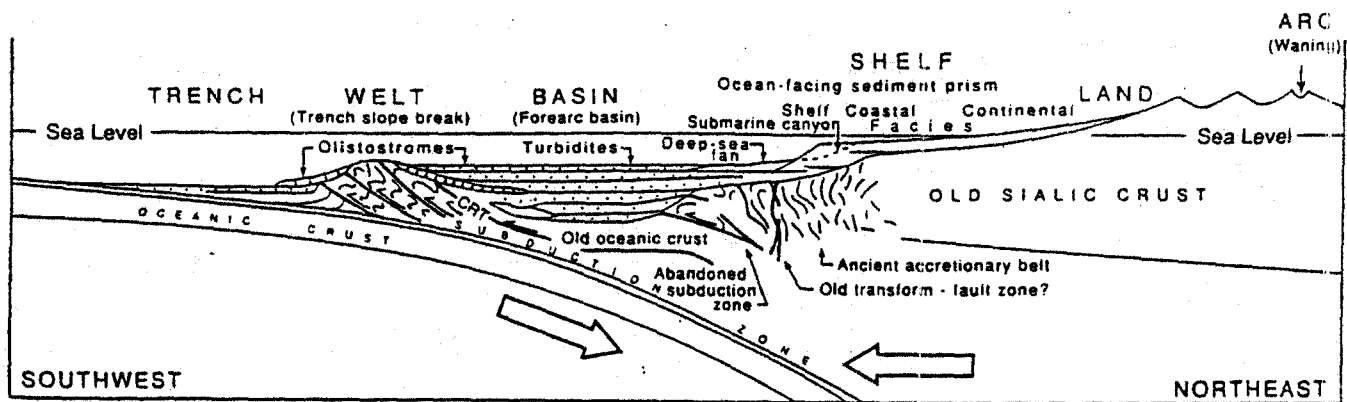 ARC
(Waninii)
SHELF
Ocean-facing sediment prism
TRENCH
WELT
(Trench slope break)
BASIN
(Forearc basin)
LAND
Shelf Coastal Continental
Facies
Submarine canyon
Sea Level
Sea Level
Olistostromes
Turbidites
Deep-sea fan
OLD SIALIC CRUST
OCEANIC CRUST
CRT
SUBDUCTION ZONE
Old oceanic crust
Abandoned
subduction
zone
Ancient accretionary belt
Old transform - fault zone?
SOUTHWEST
NORTHEAST